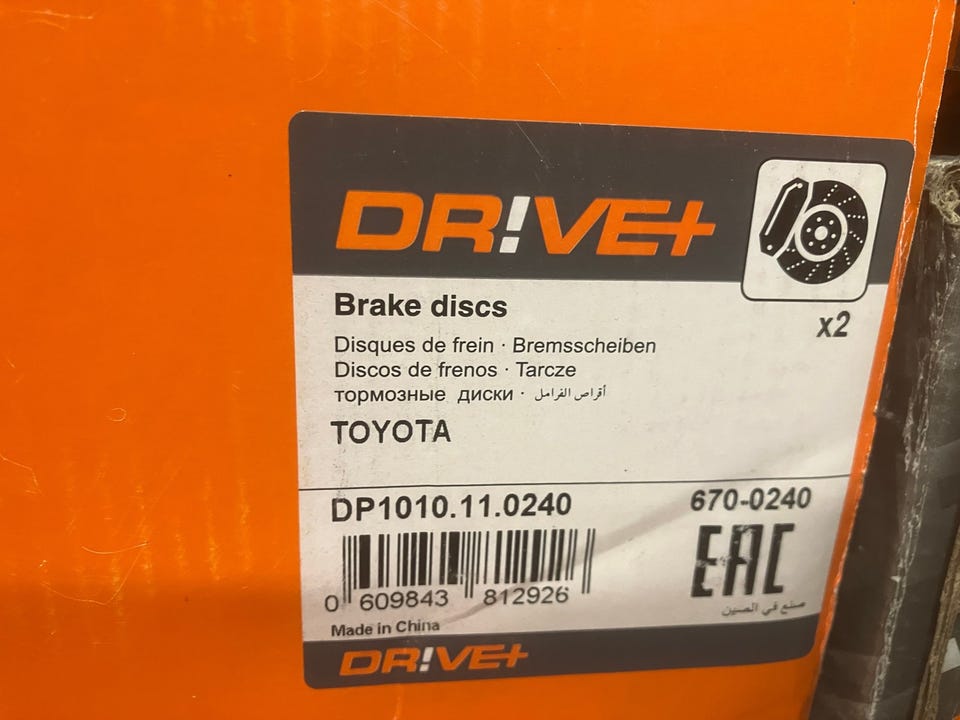 DR!VE+
x2
Brake discs
Disques de frein · Bremsscheiben
Discos de frenos · Tarcze
тормозные диски · أقراص الفرامل
TOYOTA
DP1010.11.0240
670-0240
0 609843 812926
EAC
صنع في الصين
Made in China
DR!VE+